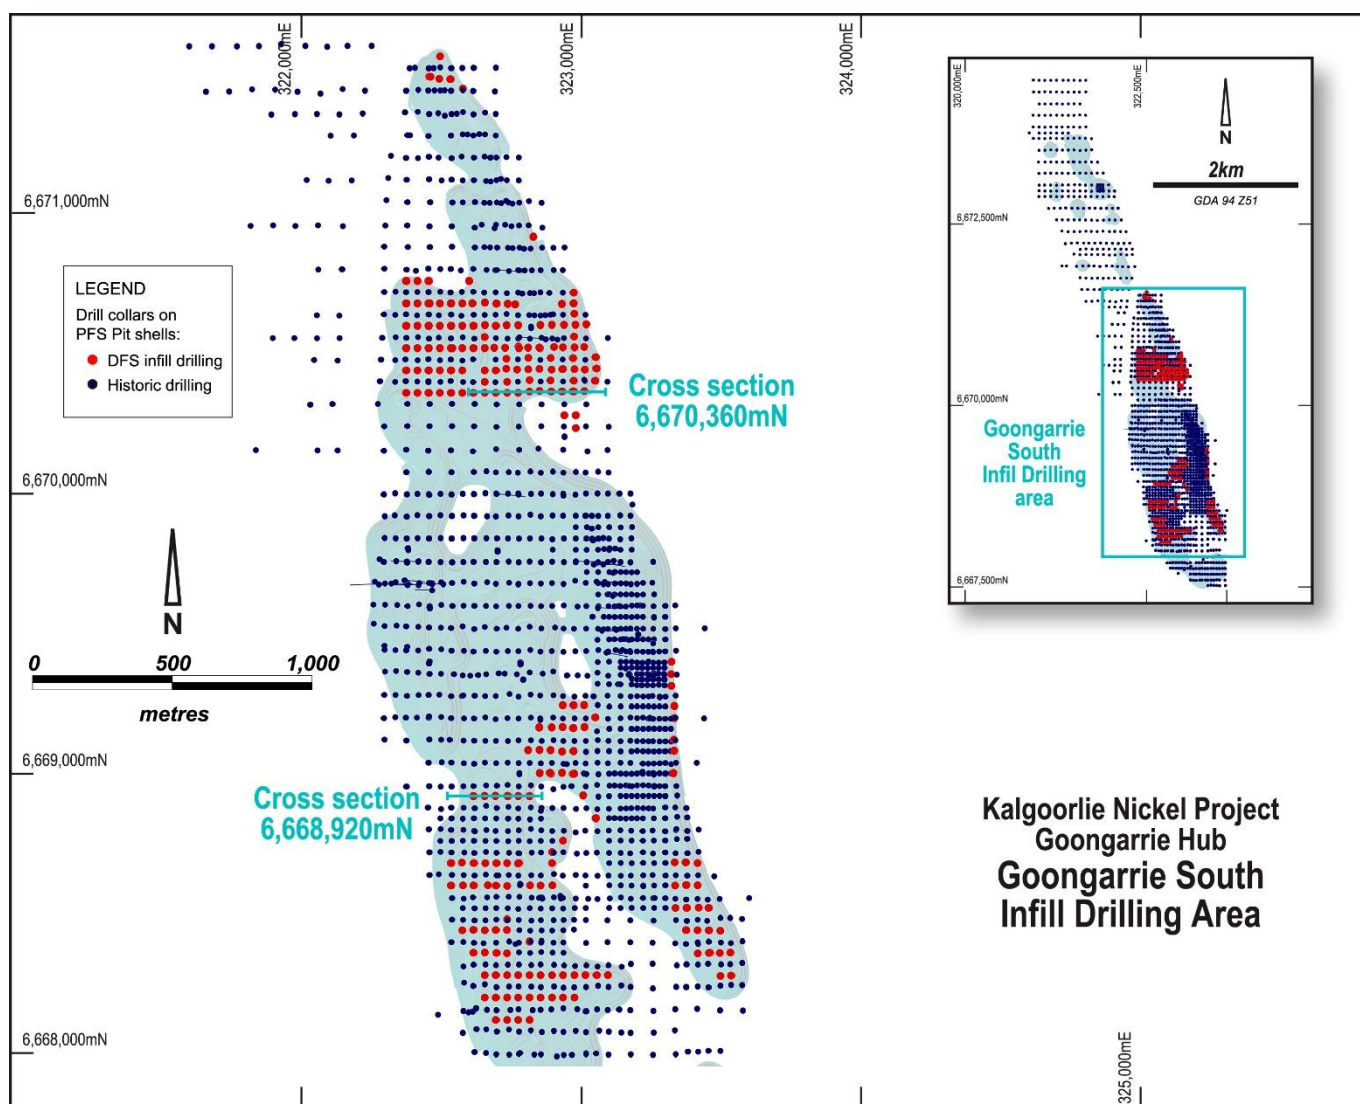 322,000mE
323,000mE
324,000mE
6,671,000mN
LEGEND
Drill collars on
PFS Pit shells:
DFS infill drilling
Historic drilling
Cross section
6,670,360mN
6,670,000mN
N
0 500 1,000
metres
6,669,000mN
Cross section
6,668,920mN
6,668,000mN
320,000mE
322,500mE
N
2km
GDA 94 Z51
6,672,500mN
6,670,000mN
Goongarrie
South
Infil Drilling
area
6,667,500mN
Kalgoorlie Nickel Project
Goongarrie Hub
Goongarrie South
Infill Drilling Area
325,000mE